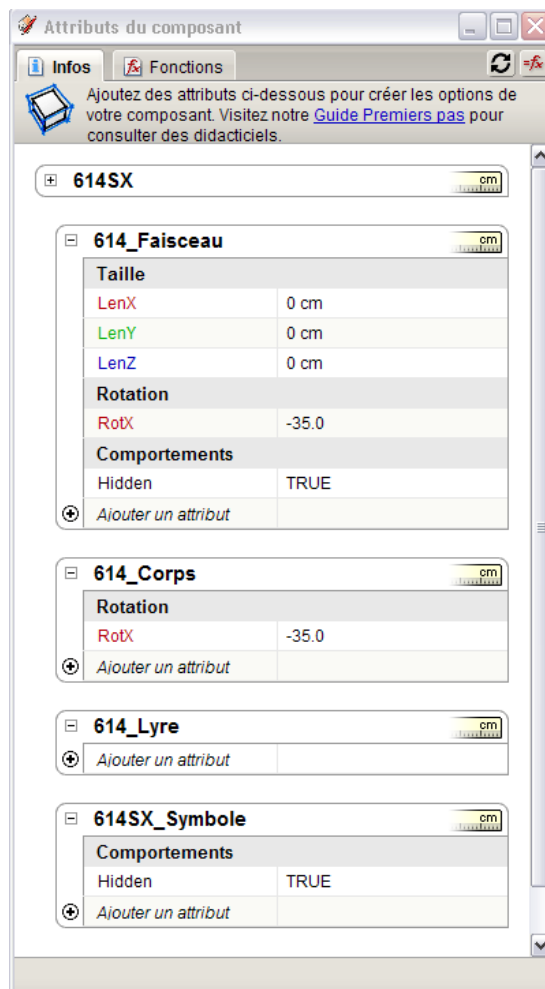 Attributs du composant
Infos
Fonctions
=fx
Ajoutez des attributs ci-dessous pour créer les options de
votre composant. Visitez notre Guide Premiers pas pour
consulter des didacticiels.
614SX cm
614_Faisceau cm
Taille
LenX 0 cm
LenY 0 cm
LenZ 0 cm
Rotation
RotX -35.0
Comportements
Hidden TRUE
Ajouter un attribut
614_Corps cm
Rotation
RotX -35.0
Ajouter un attribut
614_Lyre cm
Ajouter un attribut
614SX_Symbole cm
Comportements
Hidden TRUE
Ajouter un attribut